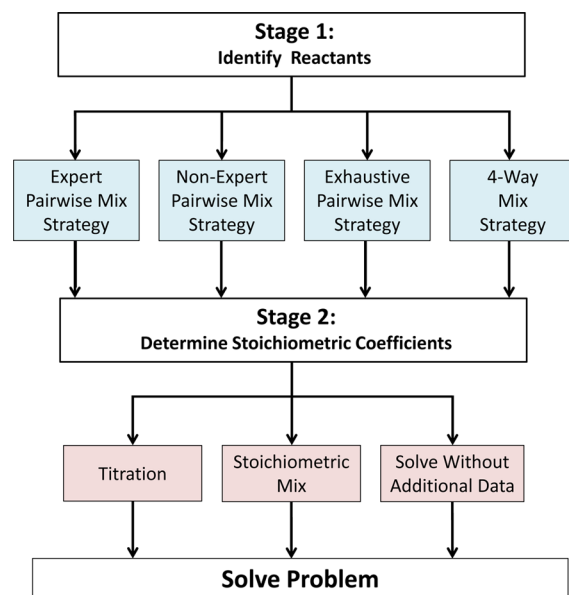 Stage 1:
Identify Reactants
Expert
Pairwise Mix
Strategy
Non-Expert
Pairwise Mix
Strategy
Exhaustive
Pairwise Mix
Strategy
4-Way
Mix
Strategy
Stage 2:
Determine Stoichiometric Coefficients
Titration
Stoichiometric
Mix
Solve Without
Additional Data
Solve Problem